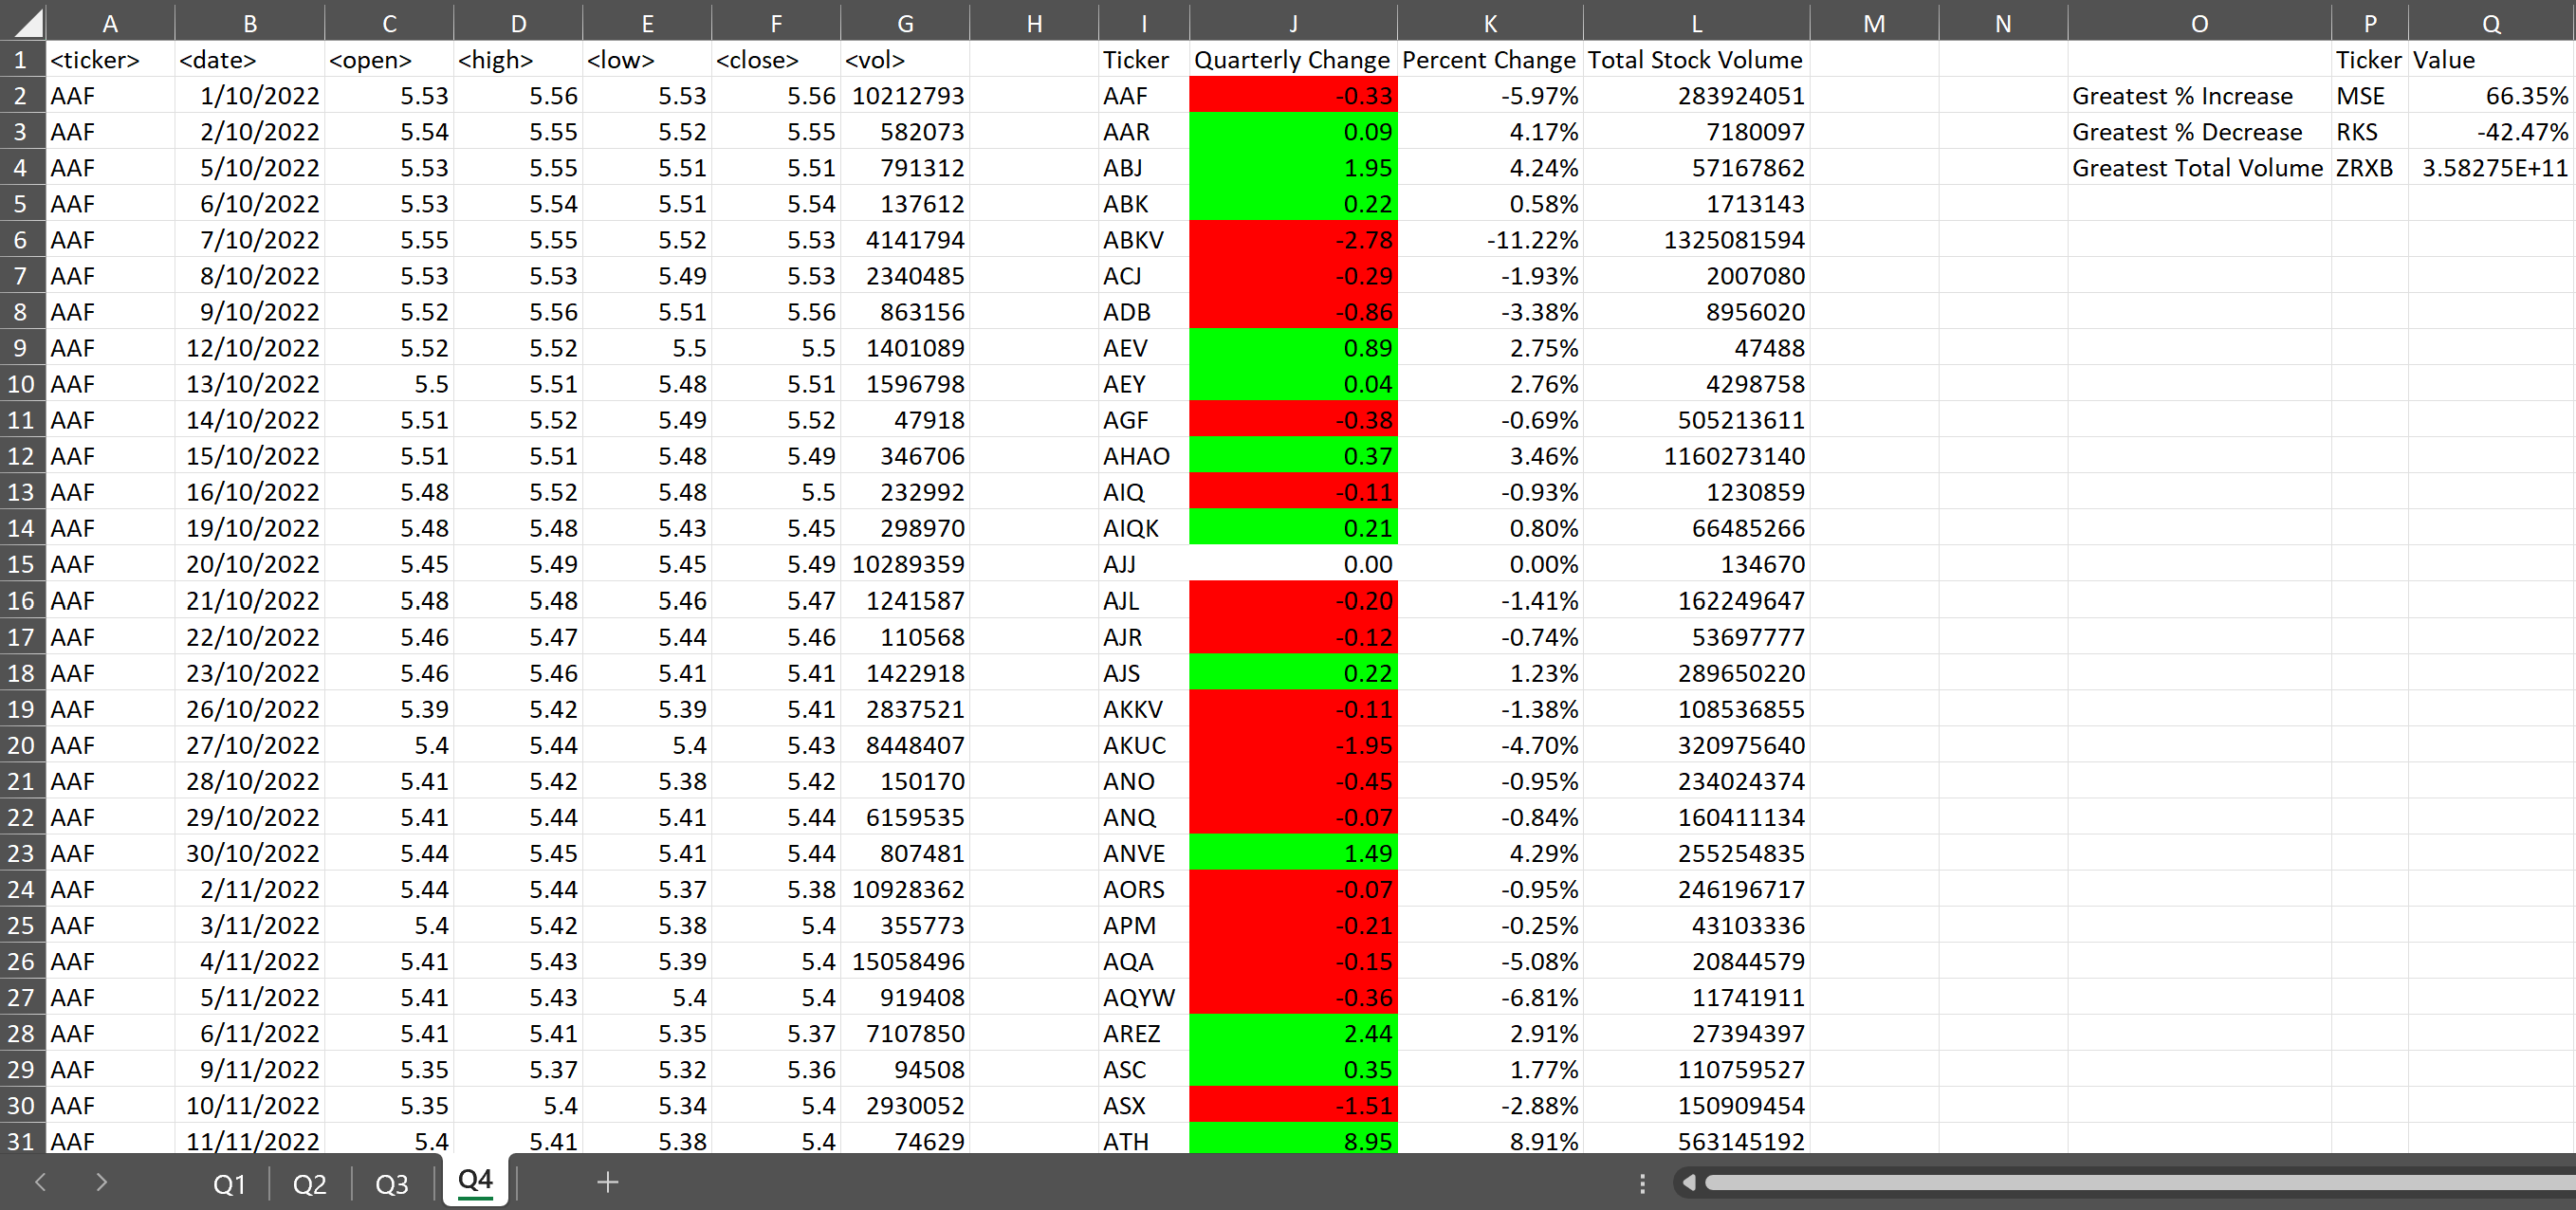 A B C D E F G H I J K L M N O P Q
1 <ticker> <date> <open> <high> <low> <close> <vol> Ticker Quarterly Change Percent Change Total Stock Volume Ticker Value
2 AAF 1/10/2022 5.53 5.56 5.53 5.56 10212793 AAF -0.33 -5.97% 283924051 Greatest % Increase MSE 66.35%
3 AAF 2/10/2022 5.54 5.55 5.52 5.55 582073 AAR 0.09 4.17% 7180097 Greatest % Decrease RKS -42.47%
4 AAF 5/10/2022 5.53 5.55 5.51 5.51 791312 ABJ 1.95 4.24% 57167862 Greatest Total Volume ZRXB 3.58275E+11
5 AAF 6/10/2022 5.53 5.54 5.51 5.54 137612 ABK 0.22 0.58% 1713143
6 AAF 7/10/2022 5.55 5.55 5.52 5.53 4141794 ABKV -2.78 -11.22% 1325081594
7 AAF 8/10/2022 5.53 5.53 5.49 5.53 2340485 ACJ -0.29 -1.93% 2007080
8 AAF 9/10/2022 5.52 5.56 5.51 5.56 863156 ADB -0.86 -3.38% 8956020
9 AAF 12/10/2022 5.52 5.52 5.5 5.5 1401089 AEV 0.89 2.75% 47488
10 AAF 13/10/2022 5.5 5.51 5.48 5.51 1596798 AEY 0.04 2.76% 4298758
11 AAF 14/10/2022 5.51 5.52 5.49 5.52 47918 AGF -0.38 -0.69% 505213611
12 AAF 15/10/2022 5.51 5.51 5.48 5.49 346706 AHAO 0.37 3.46% 1160273140
13 AAF 16/10/2022 5.48 5.52 5.48 5.5 232992 AIQ -0.11 -0.93% 1230859
14 AAF 19/10/2022 5.48 5.48 5.43 5.45 298970 AIQK 0.21 0.80% 66485266
15 AAF 20/10/2022 5.45 5.49 5.45 5.49 10289359 AJJ 0.00 0.00% 134670
16 AAF 21/10/2022 5.48 5.48 5.46 5.47 1241587 AJL -0.20 -1.41% 162249647
17 AAF 22/10/2022 5.46 5.47 5.44 5.46 110568 AJR -0.12 -0.74% 53697777
18 AAF 23/10/2022 5.46 5.46 5.41 5.41 1422918 AJS 0.22 1.23% 289650220
19 AAF 26/10/2022 5.39 5.42 5.39 5.41 2837521 AKKV -0.11 -1.38% 108536855
20 AAF 27/10/2022 5.4 5.44 5.4 5.43 8448407 AKUC -1.95 -4.70% 320975640
21 AAF 28/10/2022 5.41 5.42 5.38 5.42 150170 ANO -0.45 -0.95% 234024374
22 AAF 29/10/2022 5.41 5.44 5.41 5.44 6159535 ANQ -0.07 -0.84% 160411134
23 AAF 30/10/2022 5.44 5.45 5.41 5.44 807481 ANVE 1.49 4.29% 255254835
24 AAF 2/11/2022 5.44 5.44 5.37 5.38 10928362 AORS -0.07 -0.95% 246196717
25 AAF 3/11/2022 5.4 5.42 5.38 5.4 355773 APM -0.21 -0.25% 43103336
26 AAF 4/11/2022 5.41 5.43 5.39 5.4 15058496 AQA -0.15 -5.08% 20844579
27 AAF 5/11/2022 5.41 5.43 5.4 5.4 919408 AQYW -0.36 -6.81% 11741911
28 AAF 6/11/2022 5.41 5.41 5.35 5.37 7107850 AREZ 2.44 2.91% 27394397
29 AAF 9/11/2022 5.35 5.37 5.32 5.36 94508 ASC 0.35 1.77% 110759527
30 AAF 10/11/2022 5.35 5.4 5.34 5.4 2930052 ASX -1.51 -2.88% 150909454
31 AAF 11/11/2022 5.4 5.41 5.38 5.4 74629 ATH 8.95 8.91% 563145192
Q1 Q2 Q3 Q4